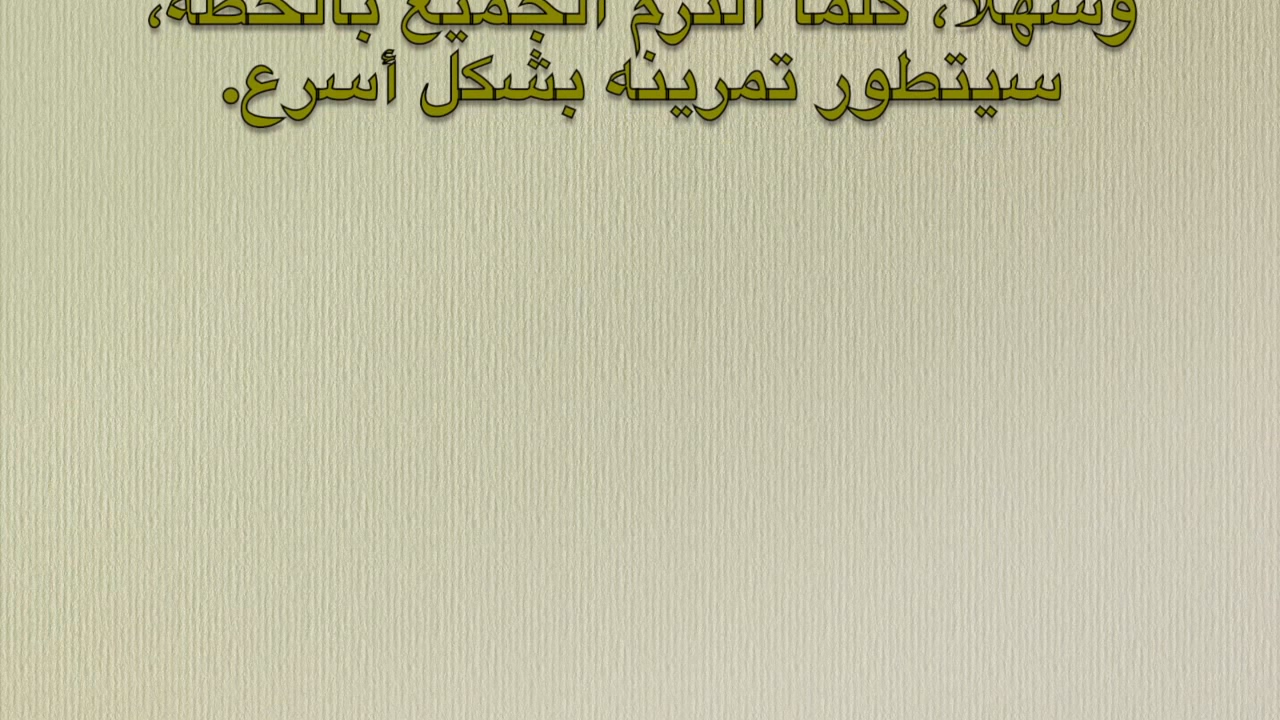 وسهلاً، كلما التزم الجميع بالخطة،
سيتطور تمرينه بشكل أسرع.